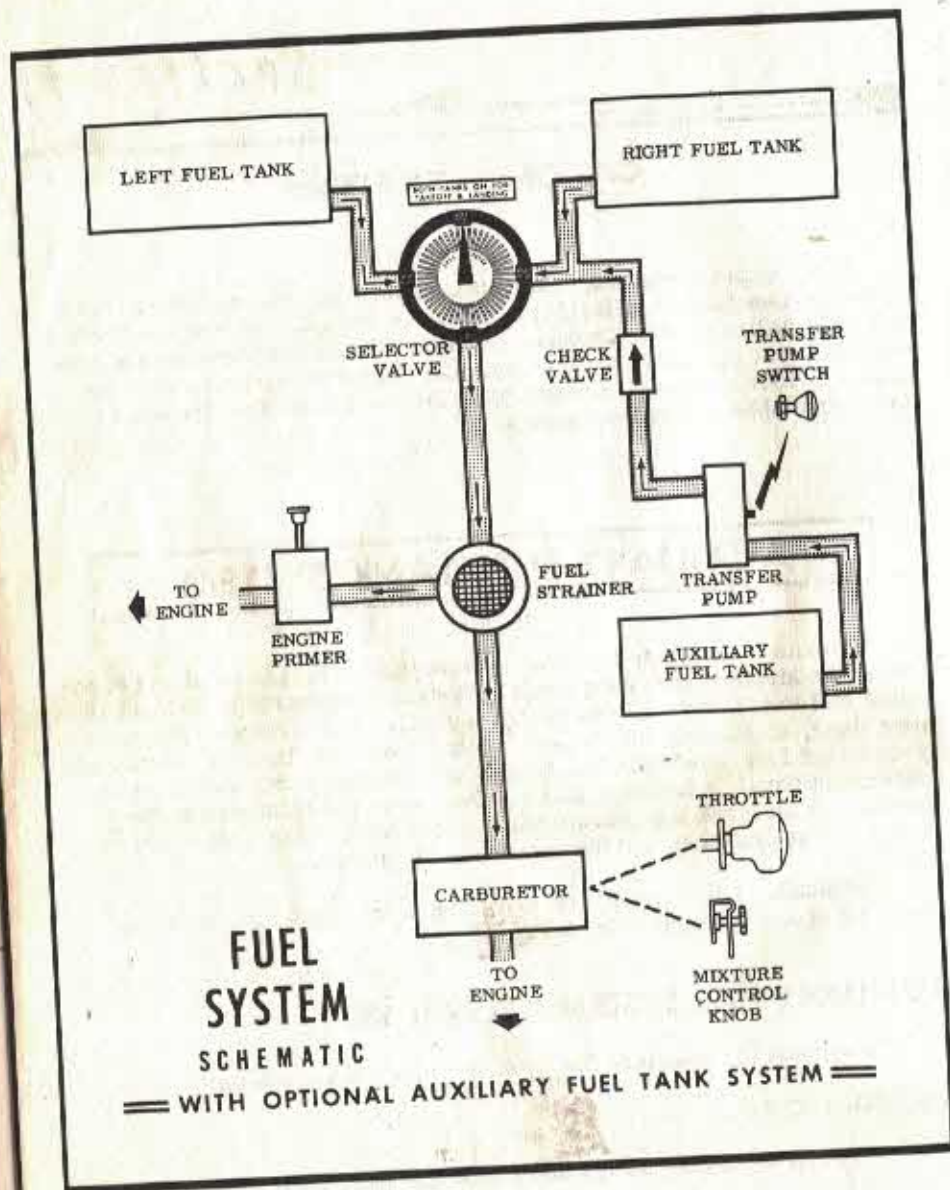 LEFT FUEL TANK
RIGHT FUEL TANK
BOTH TANKS ON FOR
TAKEOFF & LANDING
SELECTOR
VALVE
CHECK
VALVE
TRANSFER
PUMP
SWITCH
TO
ENGINE
ENGINE
PRIMER
FUEL
STRAINER
TRANSFER
PUMP
AUXILIARY
FUEL TANK
THROTTLE
CARBURETOR
TO
ENGINE
MIXTURE
CONTROL
KNOB
FUEL
SYSTEM
SCHEMATIC
WITH OPTIONAL AUXILIARY FUEL TANK SYSTEM